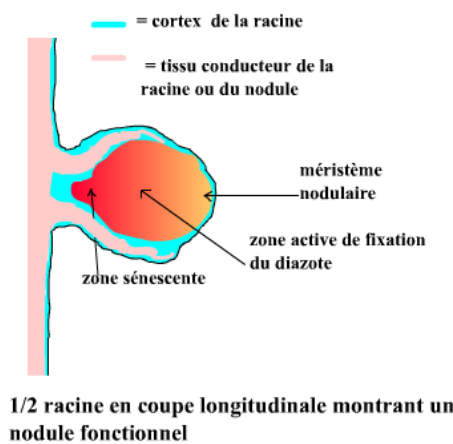 = cortex de la racine
= tissu conducteur de la
racine ou du nodule
méristème
nodulaire
zone active de fixation
du diazote
zone sénescente
1/2 racine en coupe longitudinale montrant un
nodule fonctionnel